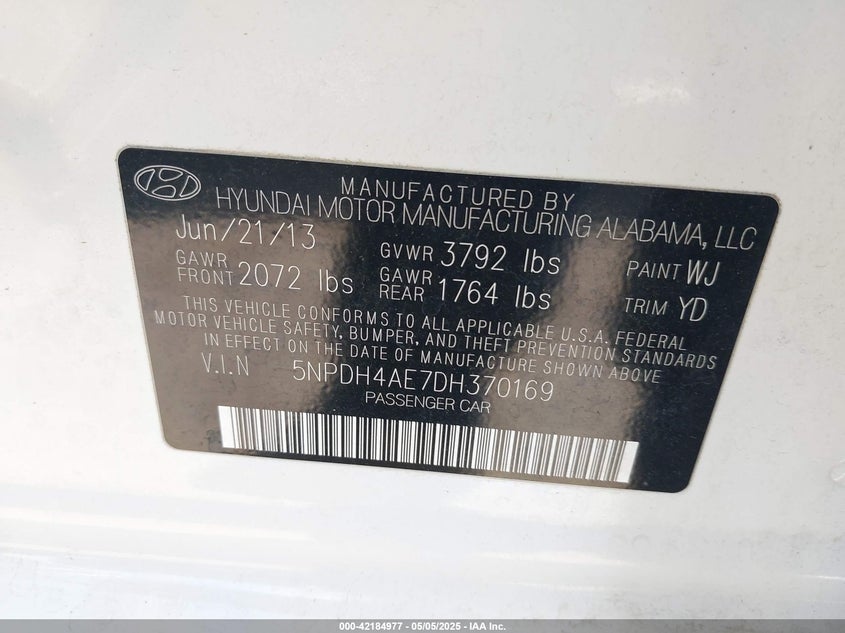 MANUFACTURED BY
HYUNDAI MOTOR MANUFACTURING ALABAMA, LLC
Jun/21/13 GVWR 3792 lbs PAINT WJ
GAWR FRONT 2072 lbs GAWR REAR 1764 lbs TRIM YD
THIS VEHICLE CONFORMS TO ALL APPLICABLE U.S.A. FEDERAL
MOTOR VEHICLE SAFETY, BUMPER, AND THEFT PREVENTION STANDARDS
IN EFFECT ON THE DATE OF MANUFACTURE SHOWN ABOVE
V.I.N 5NPDH4AE7DH370169
PASSENGER CAR
000-42184977 - 05/05/2025 - IAA Inc.